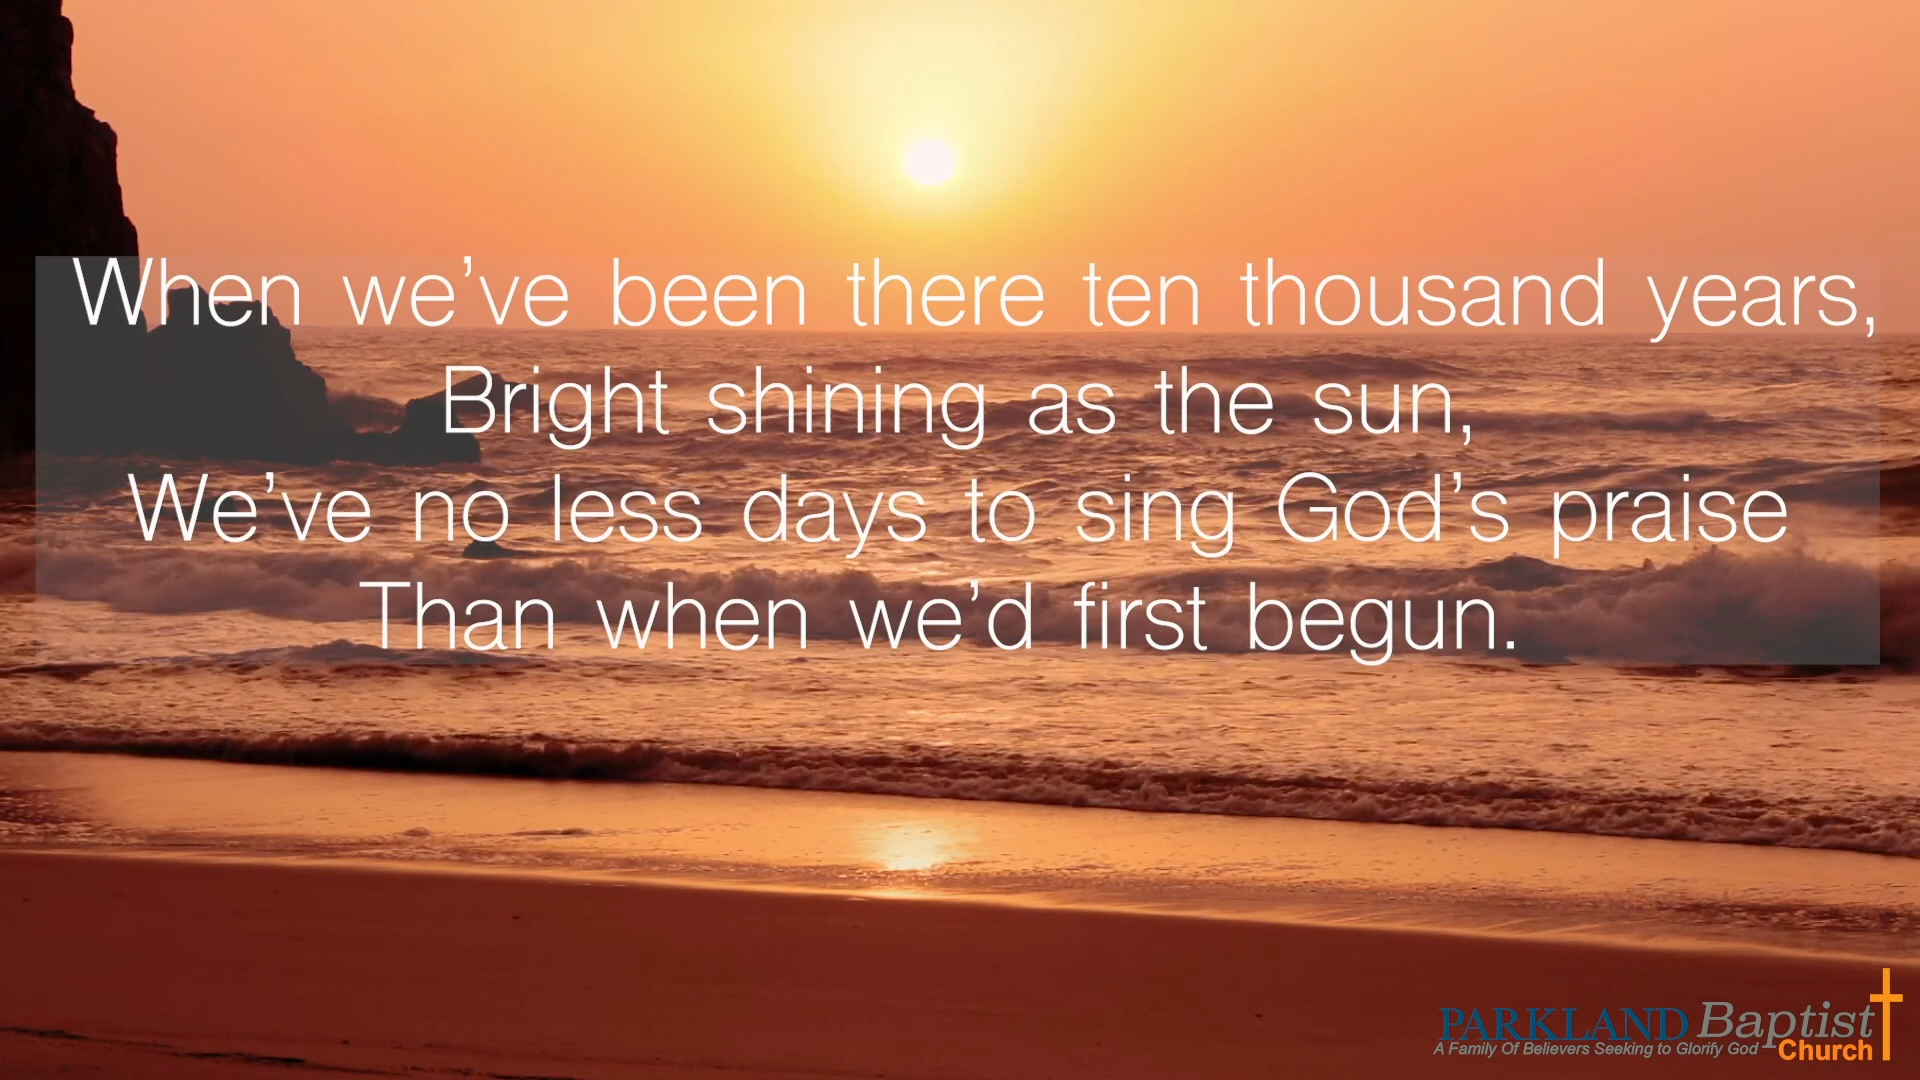 When we’ve been there ten thousand years,
Bright shining as the sun,
We’ve no less days to sing God’s praise
Than when we’d first begun.
PARKLAND Baptist
A Family Of Believers Seeking to Glorify God Church